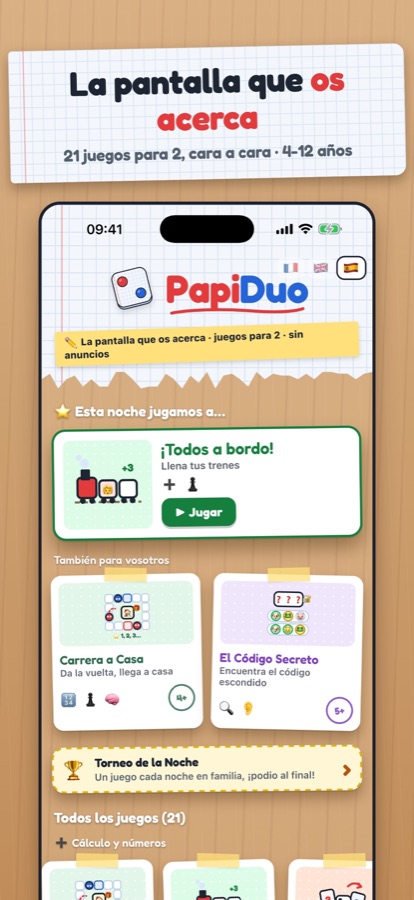 La pantalla que os
acerca
21 juegos para 2, cara a cara · 4-12 años
09:41
PapiDuo
✏️ La pantalla que os acerca · juegos para 2 · sin
anuncios
⭐ Esta noche jugamos a...
+3
¡Todos a bordo!
Llena tus trenes
▶ Jugar
También para vosotros
1, 2, 3...
Carrera a Casa
Da la vuelta, llega a casa
4+
? ? ?
El Código Secreto
Encuentra el código
escondido
5+
Torneo de la Noche
Un juego cada noche en familia, ¡podio al final!
Todos los juegos (21)
➕ Cálculo y números
+3